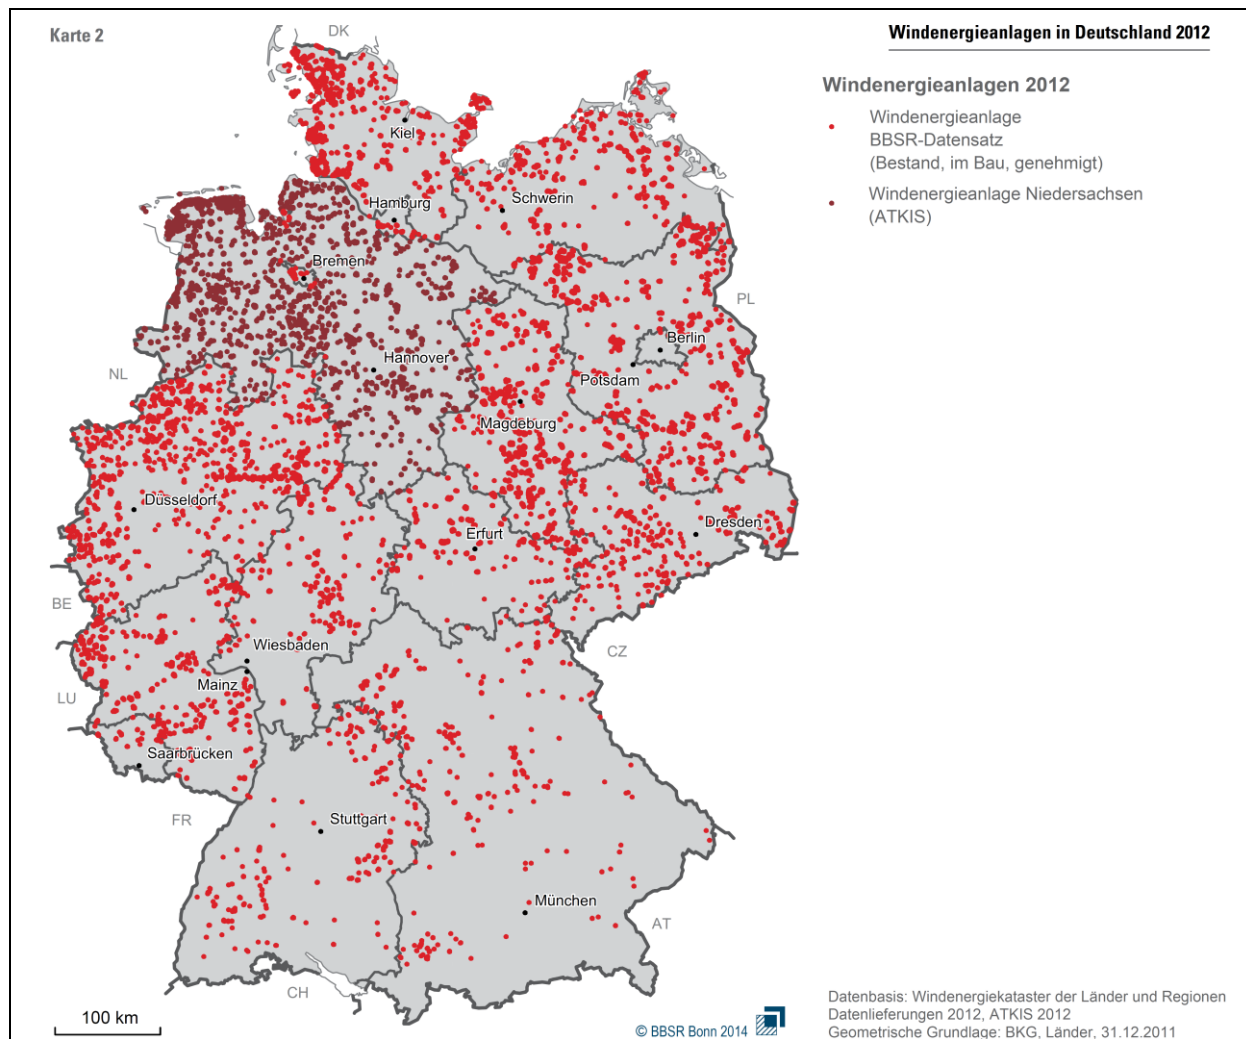 Karte 2
Windenergieanlagen in Deutschland 2012
Windenergieanlagen 2012
Windenergieanlage
BBSR-Datensatz
(Bestand, im Bau, genehmigt)
Windenergieanlage Niedersachsen
(ATKIS)
DK
Kiel
Hamburg
Schwerin
Bremen
PL
Berlin
Hannover
NL
Potsdam
Magdeburg
Düsseldorf
Dresden
Erfurt
BE
Wiesbaden
CZ
Mainz
LU
Saarbrücken
FR
Stuttgart
München
AT
CH
100 km
© BBSR Bonn 2014
Datenbasis: Windenergiekataster der Länder und Regionen
Datenlieferungen 2012, ATKIS 2012
Geometrische Grundlage: BKG, Länder, 31.12.2011